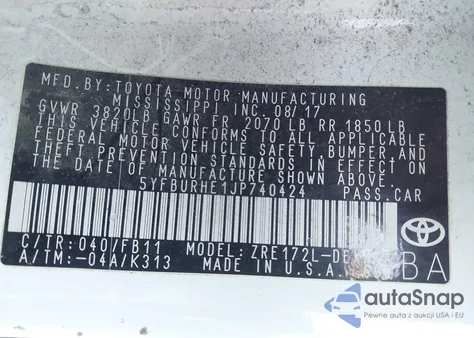 MFD. BY: TOYOTA MOTOR MANUFACTURING
MISSISSIPPI INC. 08/17
GVWR 3820LB GAWR FR 2070 LB RR 1850 LB
THIS VEHICLE CONFORMS TO ALL APPLICABLE
FEDERAL MOTOR VEHICLE SAFETY, BUMPER, AND
THEFT PREVENTION STANDARDS IN EFFECT ON
THE DATE OF MANUFACTURE SHOWN ABOVE.
5YFBURHE1JP740424 PASS. CAR
C/TR: 040/FB11 MODEL: ZRE172L-DE
A/TM: -04A/K313 MADE IN U.S.A. BA
autoSnap
Pewne auta z aukcji USA - EU